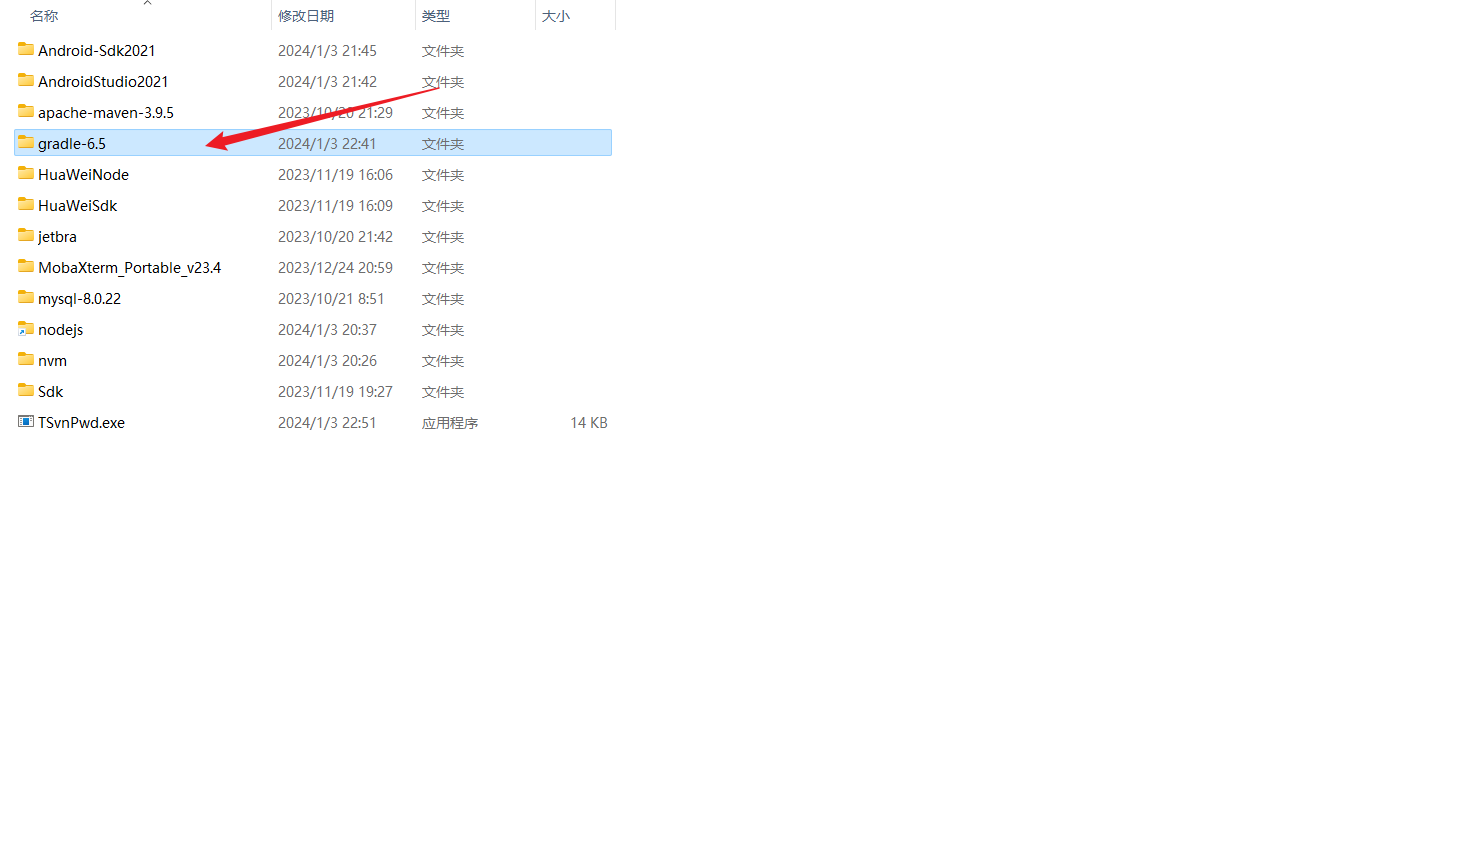 名称 修改日期 类型 大小
Android-Sdk2021 2024/1/3 21:45 文件夹
AndroidStudio2021 2024/1/3 21:42 文件夹
apache-maven-3.9.5 2023/10/20 21:29 文件夹
gradle-6.5 2024/1/3 22:41 文件夹
HuaWeiNode 2023/11/19 16:06 文件夹
HuaWeiSdk 2023/11/19 16:09 文件夹
jetbra 2023/10/20 21:42 文件夹
MobaXterm_Portable_v23.4 2023/12/24 20:59 文件夹
mysql-8.0.22 2023/10/21 8:51 文件夹
nodejs 2024/1/3 20:37 文件夹
nvm 2024/1/3 20:26 文件夹
Sdk 2023/11/19 19:27 文件夹
TSvnPwd.exe 2024/1/3 22:51 应用程序 14 KB